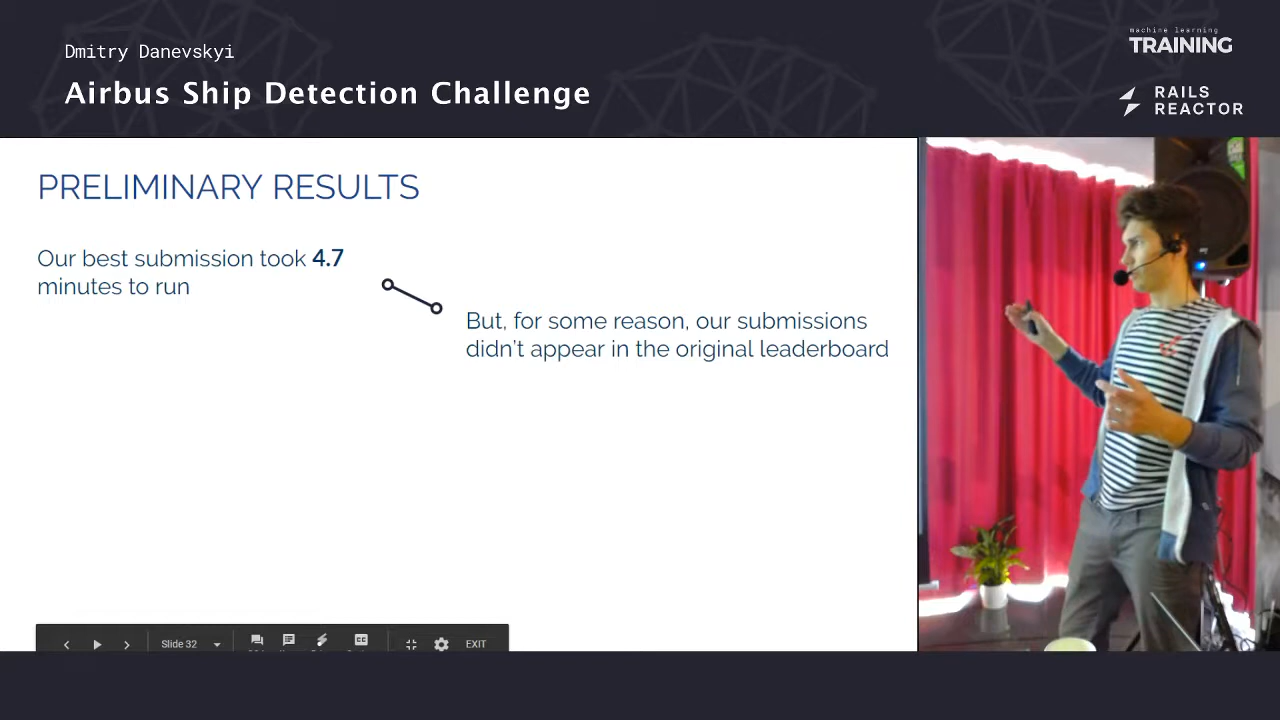 Dmitry Danevskyi
Airbus Ship Detection Challenge
machine learning
TRAINING
RAILS
REACTOR
PRELIMINARY RESULTS
Our best submission took 4.7
minutes to run
But, for some reason, our submissions
didn't appear in the original leaderboard
Slide 32
EXIT